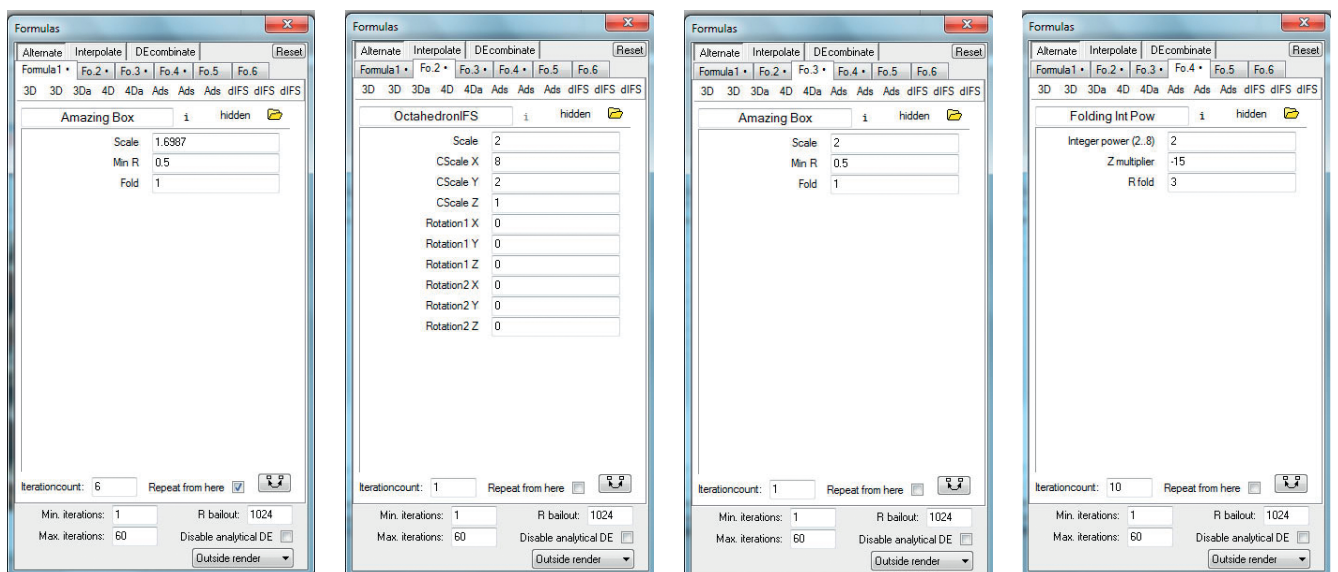 Formulas
Alternate Interpolate DEcombinate Reset
Formula1 • Fo.2 • Fo.3 • Fo.4 • Fo.5 Fo.6
3D 3D 3Da 4D 4Da Ads Ads Ads dIFS dIFS dIFS
Amazing Box i hidden
Scale 1.6987
Min R 0.5
Fold 1
Iterationcount: 6 Repeat from here
Min. iterations: 1 R bailout: 1024
Max. iterations: 60 Disable analytical DE
Outside render
Formulas
Alternate Interpolate DEcombinate Reset
Formula1 • Fo.2 • Fo.3 • Fo.4 • Fo.5 Fo.6
3D 3D 3Da 4D 4Da Ads Ads Ads dIFS dIFS dIFS
OctahedronIFS i hidden
Scale 2
CScale X 8
CScale Y 2
CScale Z 1
Rotation1 X 0
Rotation1 Y 0
Rotation1 Z 0
Rotation2 X 0
Rotation2 Y 0
Rotation2 Z 0
Iterationcount: 1 Repeat from here
Min. iterations: 1 R bailout: 1024
Max. iterations: 60 Disable analytical DE
Outside render
Formulas
Alternate Interpolate DEcombinate Reset
Formula1 • Fo.2 • Fo.3 • Fo.4 • Fo.5 Fo.6
3D 3D 3Da 4D 4Da Ads Ads Ads dIFS dIFS dIFS
Amazing Box i hidden
Scale 2
Min R 0.5
Fold 1
Iterationcount: 1 Repeat from here
Min. iterations: 1 R bailout: 1024
Max. iterations: 60 Disable analytical DE
Outside render
Formulas
Alternate Interpolate DEcombinate Reset
Formula1 • Fo.2 • Fo.3 • Fo.4 • Fo.5 Fo.6
3D 3D 3Da 4D 4Da Ads Ads Ads dIFS dIFS dIFS
Folding Int Pow i hidden
Integer power (2..8) 2
Z multiplier -15
R fold 3
Iterationcount: 10 Repeat from here
Min. iterations: 1 R bailout: 1024
Max. iterations: 60 Disable analytical DE
Outside render